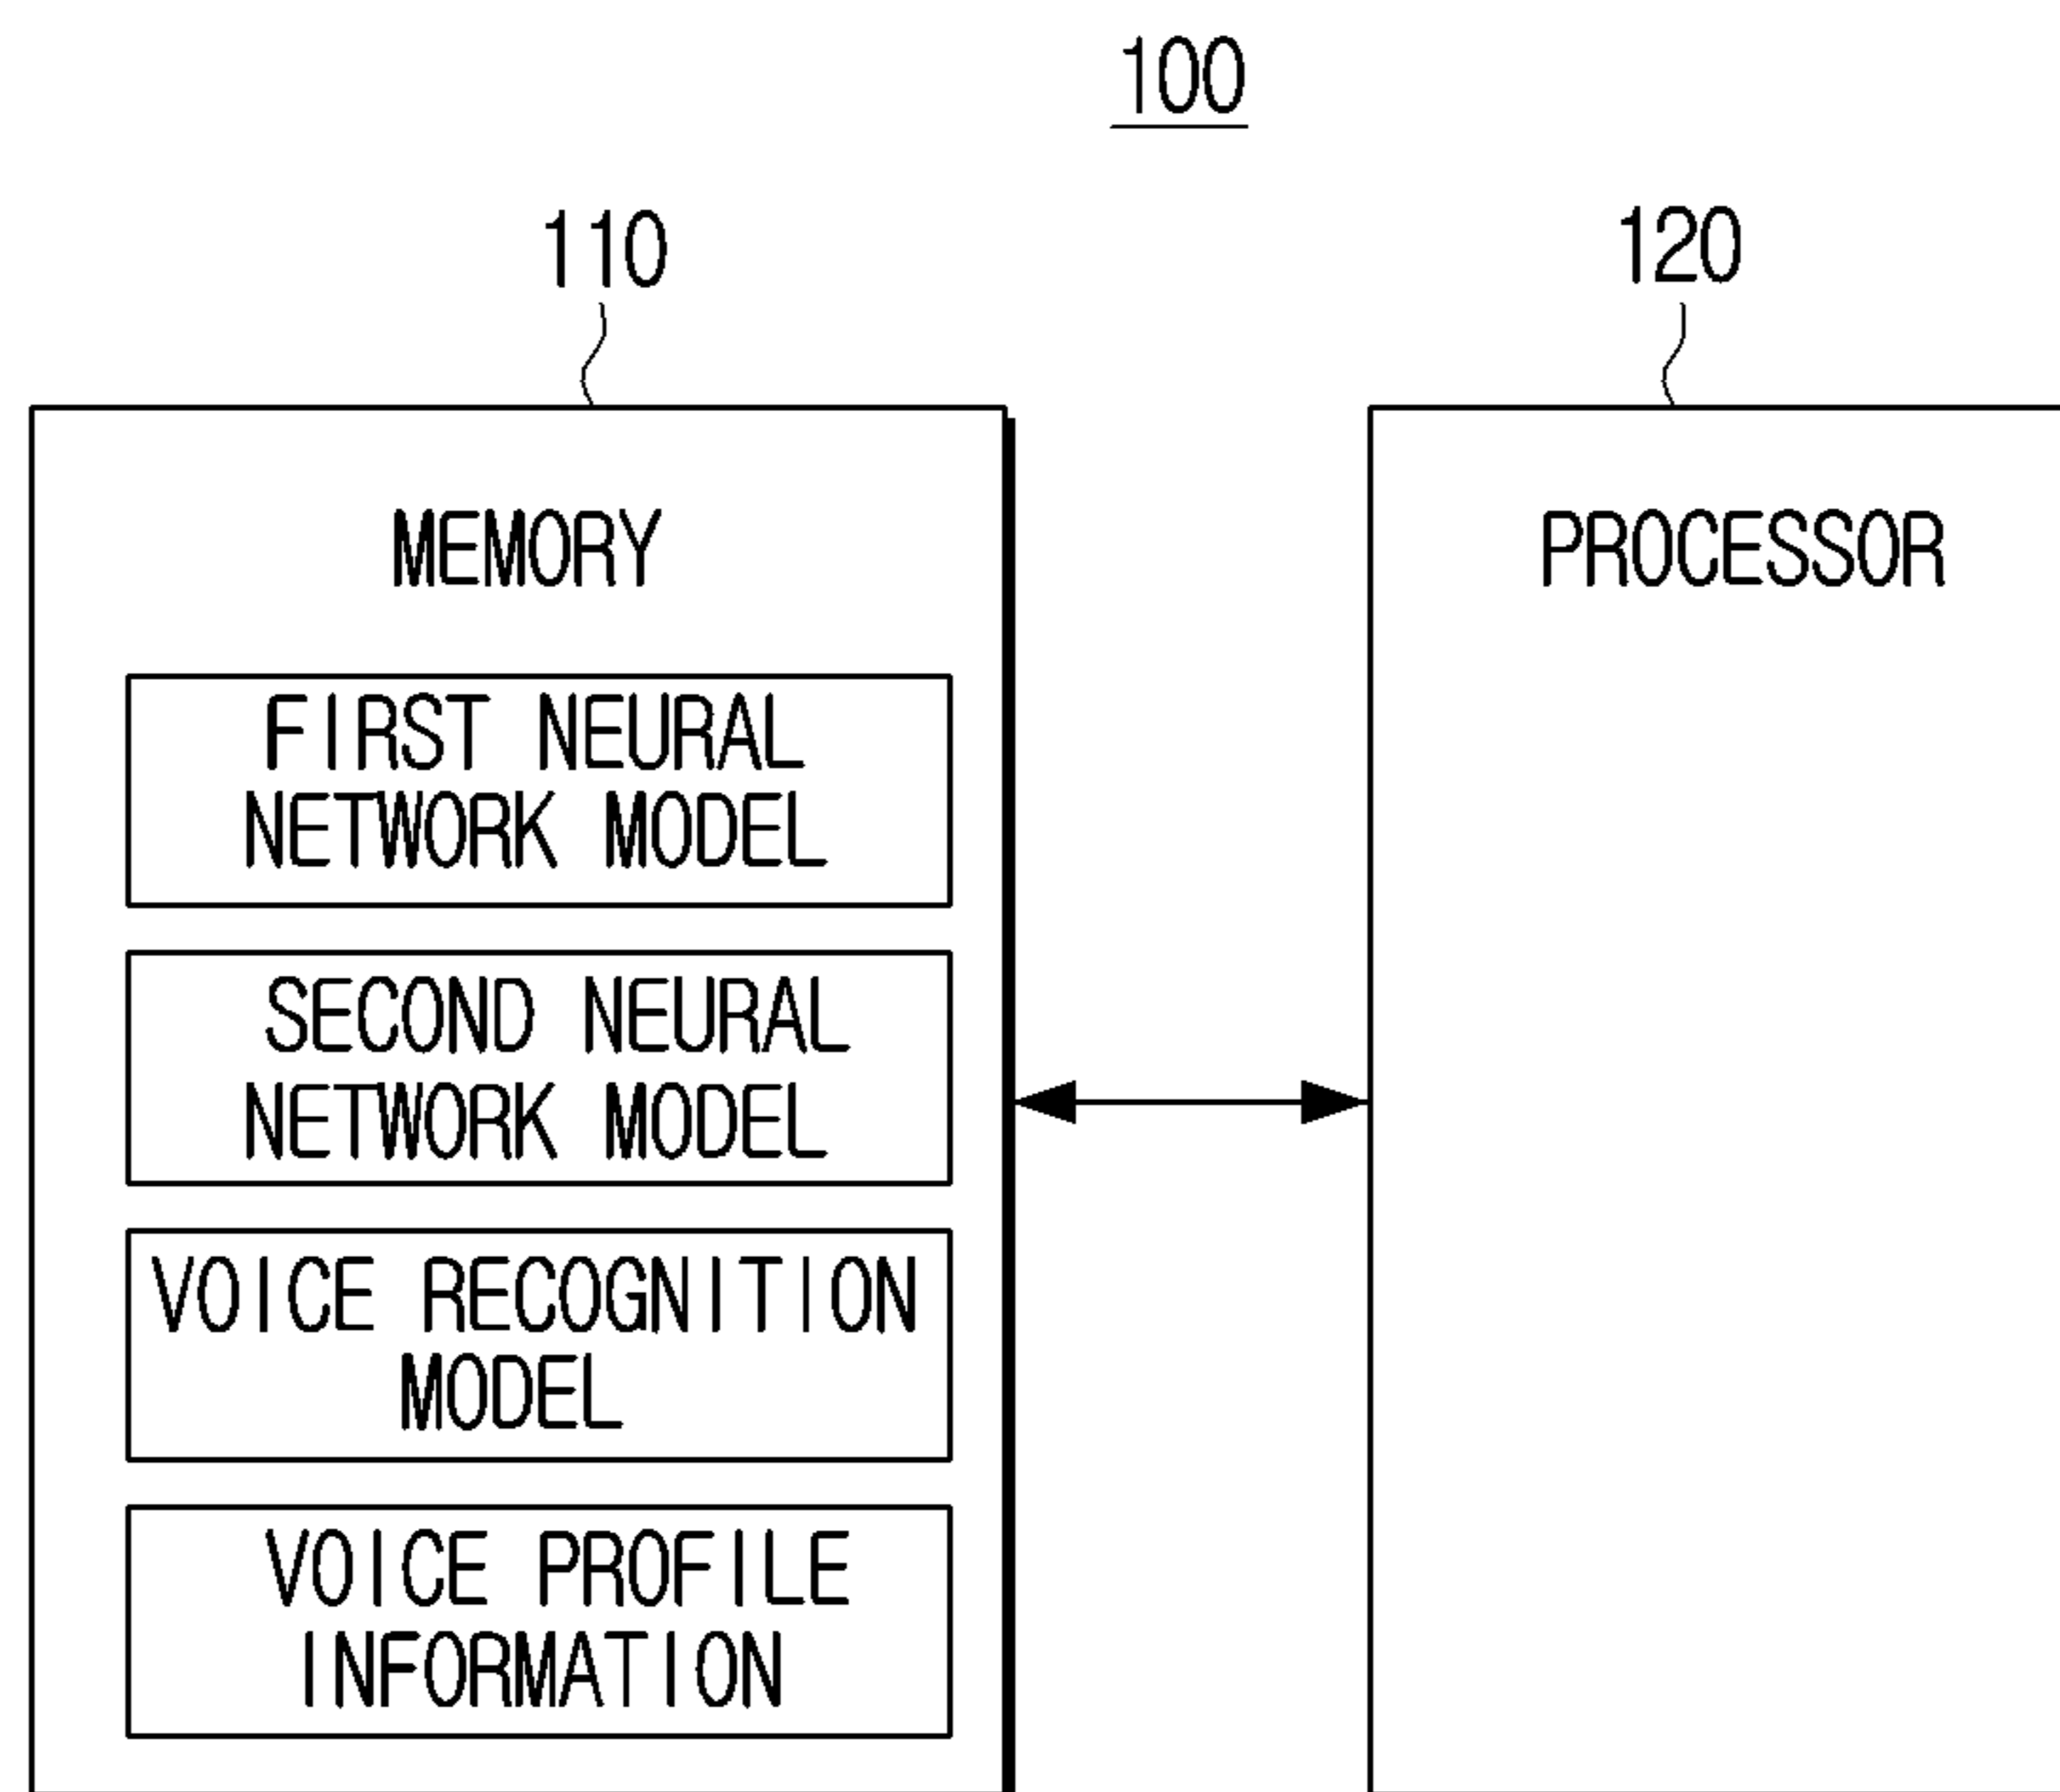 100
110
120
MEMORY
PROCESSOR
FIRST NEURAL
NETWORK MODEL
SECOND NEURAL
NETWORK MODEL
VOICE RECOGNITION
MODEL
VOICE PROFILE
INFORMATION